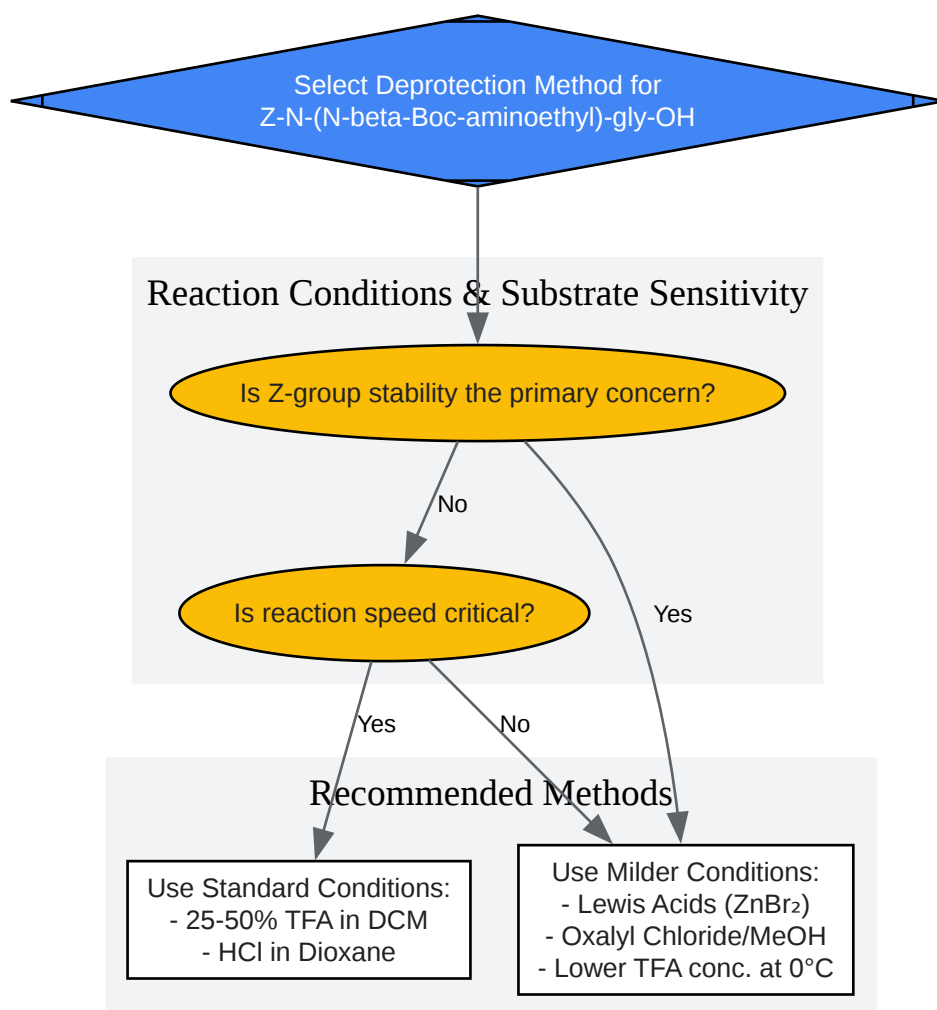 Select Deprotection Method for
Z-N-(N-beta-Boc-aminoethyl)-gly-OH
Reaction Conditions & Substrate Sensitivity
Is Z-group stability the primary concern?
No
Is reaction speed critical?
Yes
Yes
No
Recommended Methods
Use Standard Conditions:
- 25-50% TFA in DCM
- HCl in Dioxane
Use Milder Conditions:
- Lewis Acids (ZnBr₂)
- Oxalyl Chloride/MeOH
- Lower TFA conc. at 0°C